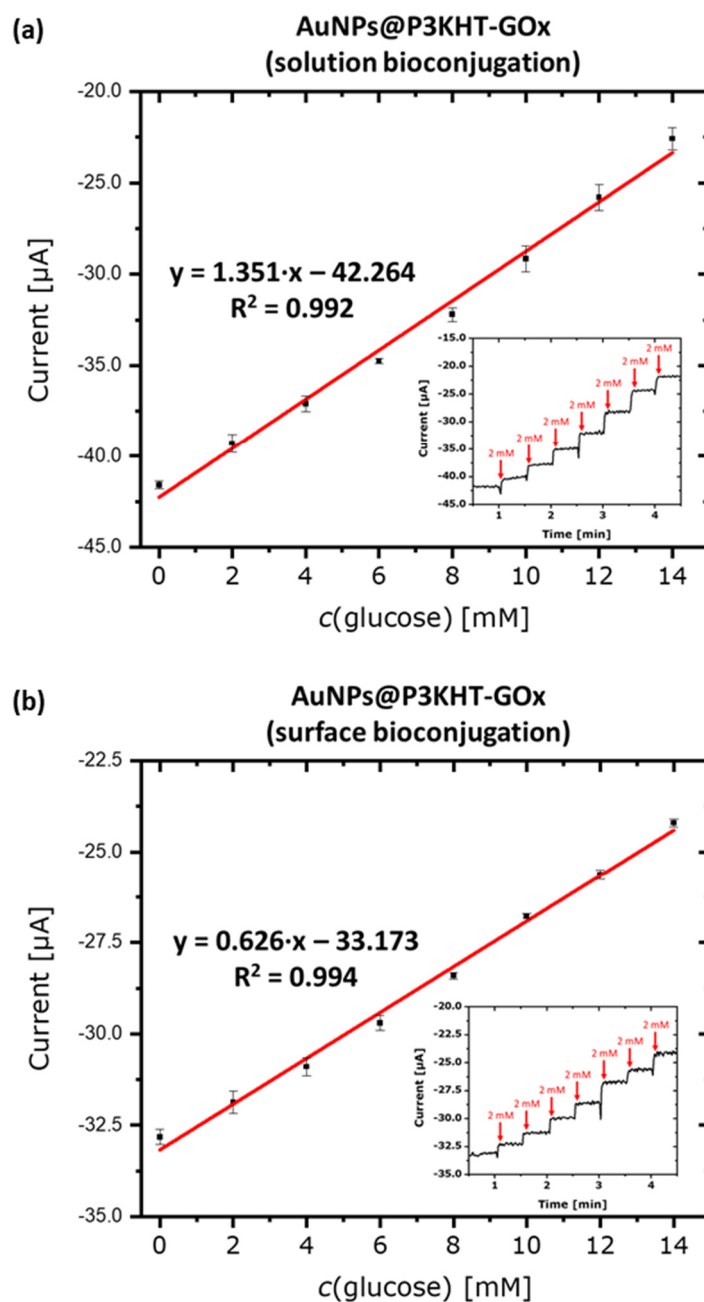 (a)
AuNPs@P3KHT-GOx
(solution bioconjugation)
-20.0
-25.0
-30.0
-35.0
-40.0
-45.0
Current [µA]
y = 1.351·x – 42.264
R² = 0.992
0 2 4 6 8 10 12 14
c(glucose) [mM]
-15.0
-20.0
-25.0
-30.0
-35.0
-40.0
-45.0
Current [µA]
2 mM
2 mM
2 mM
2 mM
2 mM
2 mM
2 mM
1 2 3 4
Time [min]
(b)
AuNPs@P3KHT-GOx
(surface bioconjugation)
-22.5
-25.0
-27.5
-30.0
-32.5
-35.0
Current [µA]
y = 0.626·x – 33.173
R² = 0.994
0 2 4 6 8 10 12 14
c(glucose) [mM]
-20.0
-22.5
-25.0
-27.5
-30.0
-32.5
-35.0
Current [µA]
2 mM
2 mM
2 mM
2 mM
2 mM
2 mM
2 mM
1 2 3 4
Time [min]